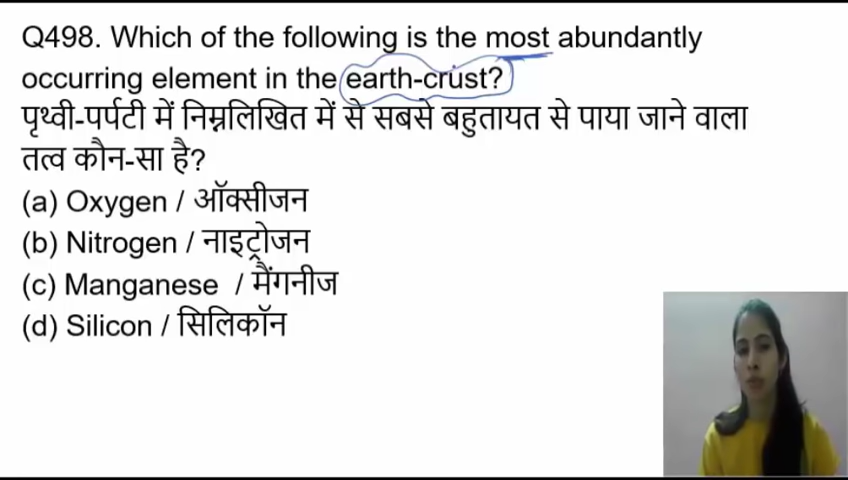 Q498. Which of the following is the most abundantly
occurring element in the earth-crust?
पृथ्वी-पर्पटी में निम्नलिखित में से सबसे बहुतायत से पाया जाने वाला
तत्व कौन-सा है?
(a) Oxygen / ऑक्सीजन
(b) Nitrogen / नाइट्रोजन
(c) Manganese / मैंगनीज
(d) Silicon / सिलिकॉन